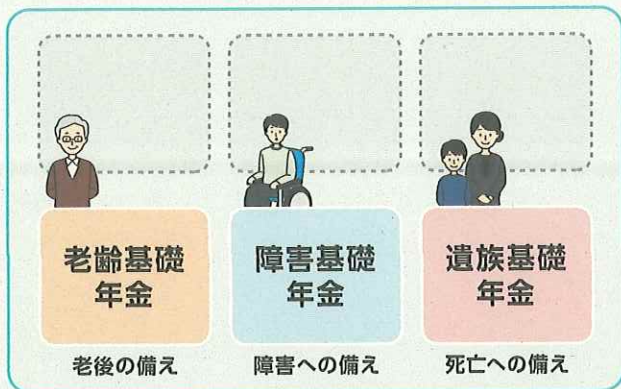 老齢基礎
年金
障害基礎
年金
遺族基礎
年金
老後の備え
障害への備え
死亡への備え